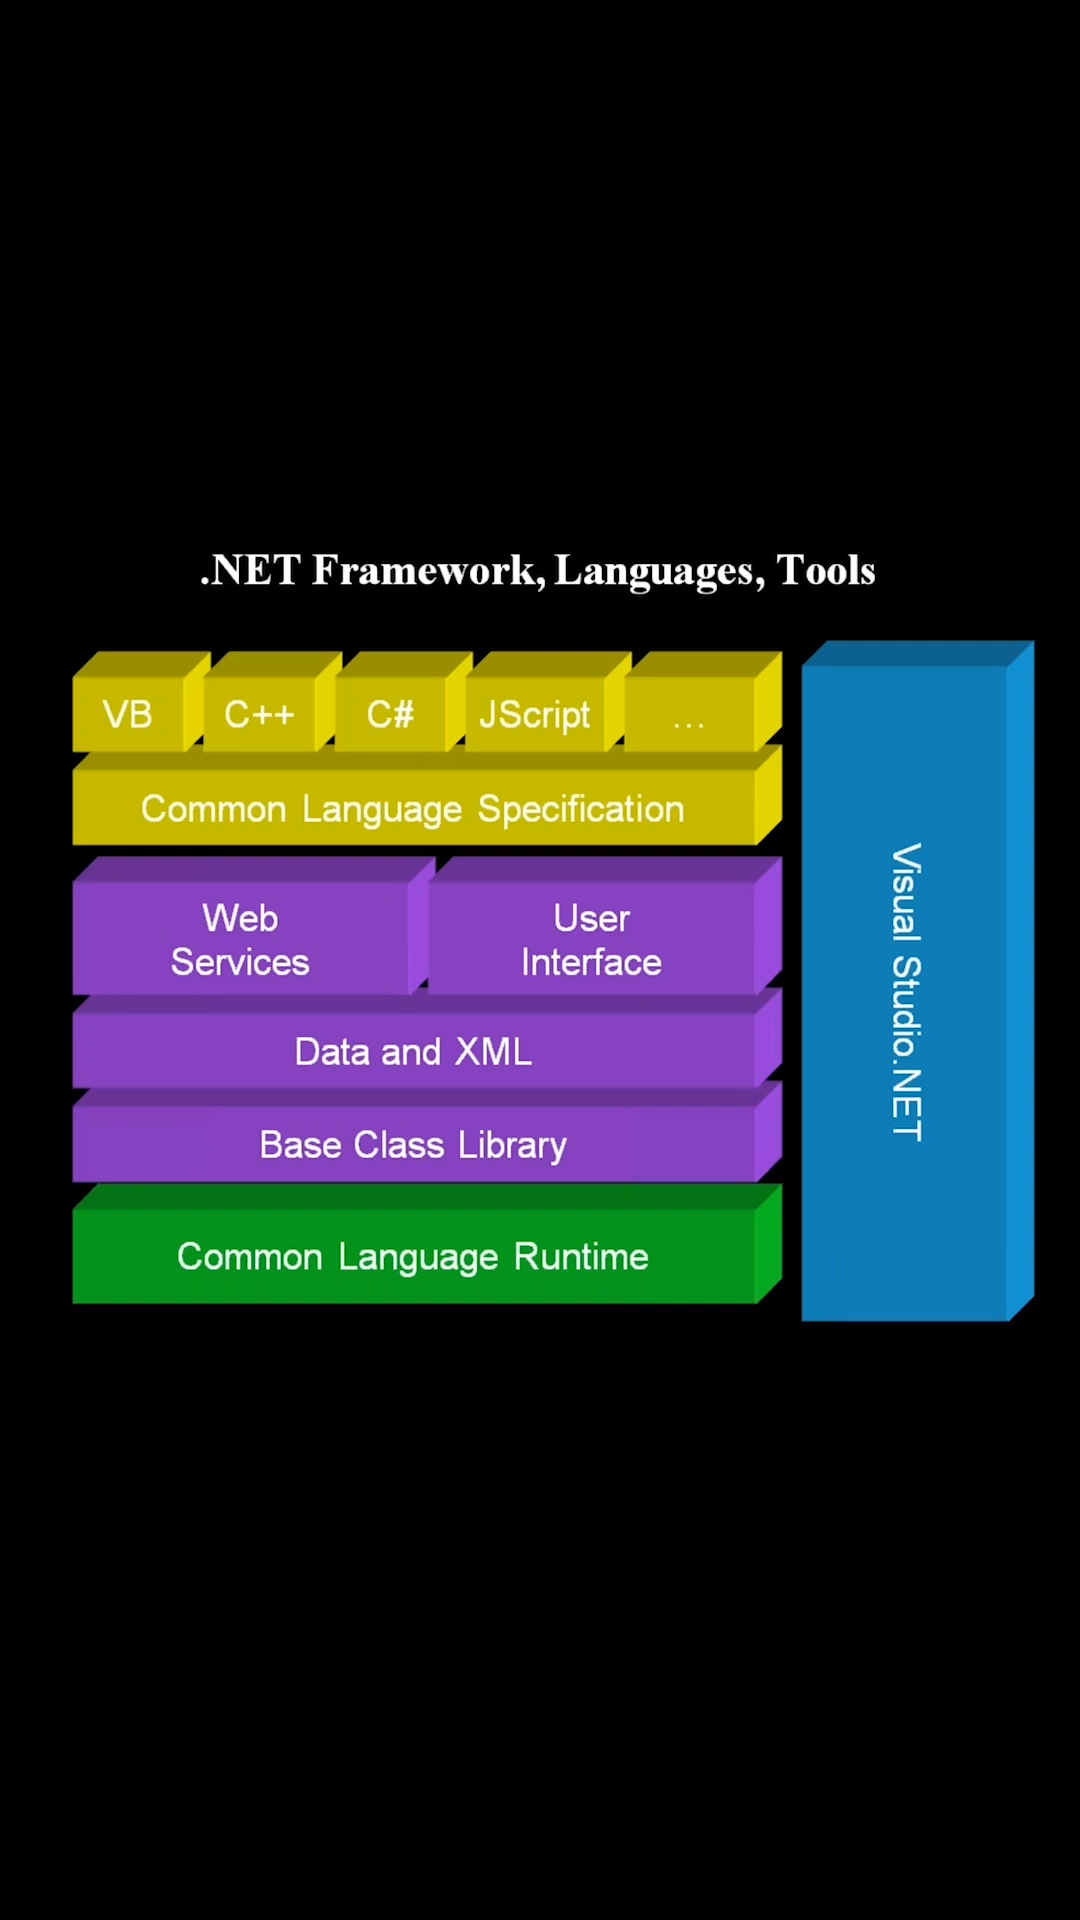 .NET Framework, Languages, Tools
VB
C++
C#
JScript
...
Common Language Specification
Web
Services
User
Interface
Data and XML
Base Class Library
Common Language Runtime
Visual Studio.NET